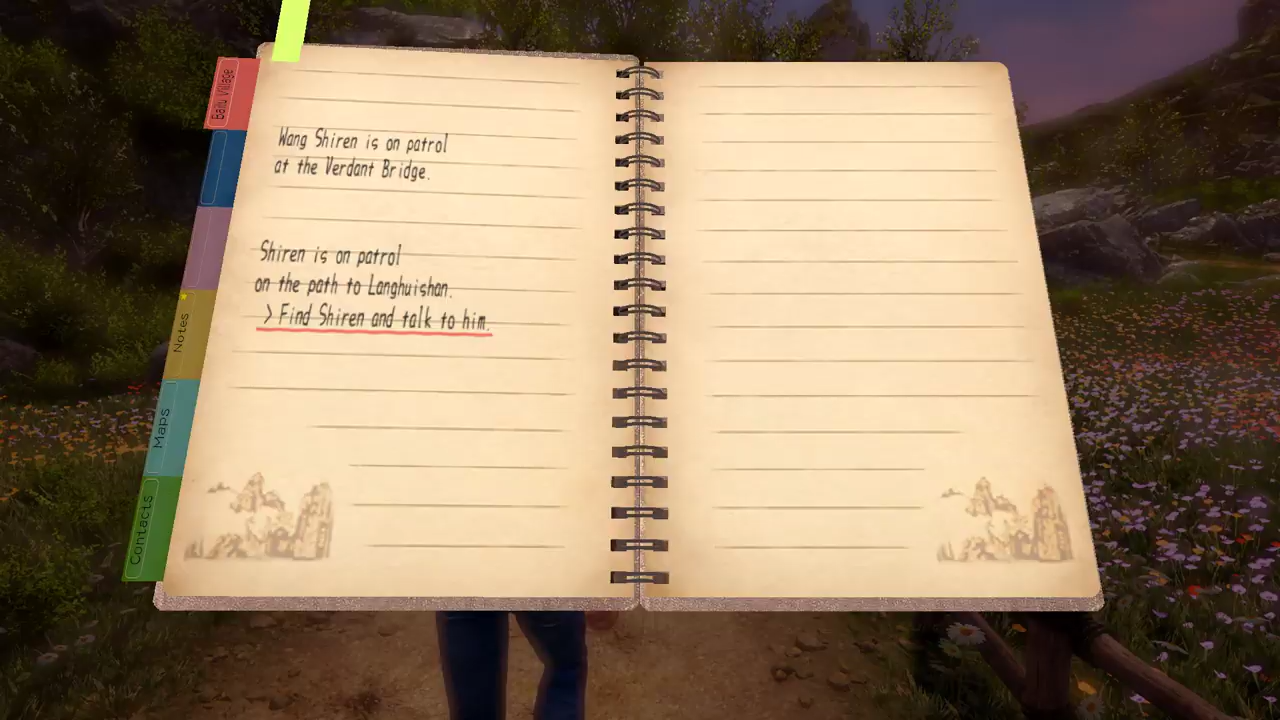 Bailu Village
Wang Shiren is on patrol
at the Verdant Bridge.
Shiren is on patrol
on the path to Langhuishan.
> Find Shiren and talk to him.
Notes
Maps
Contacts